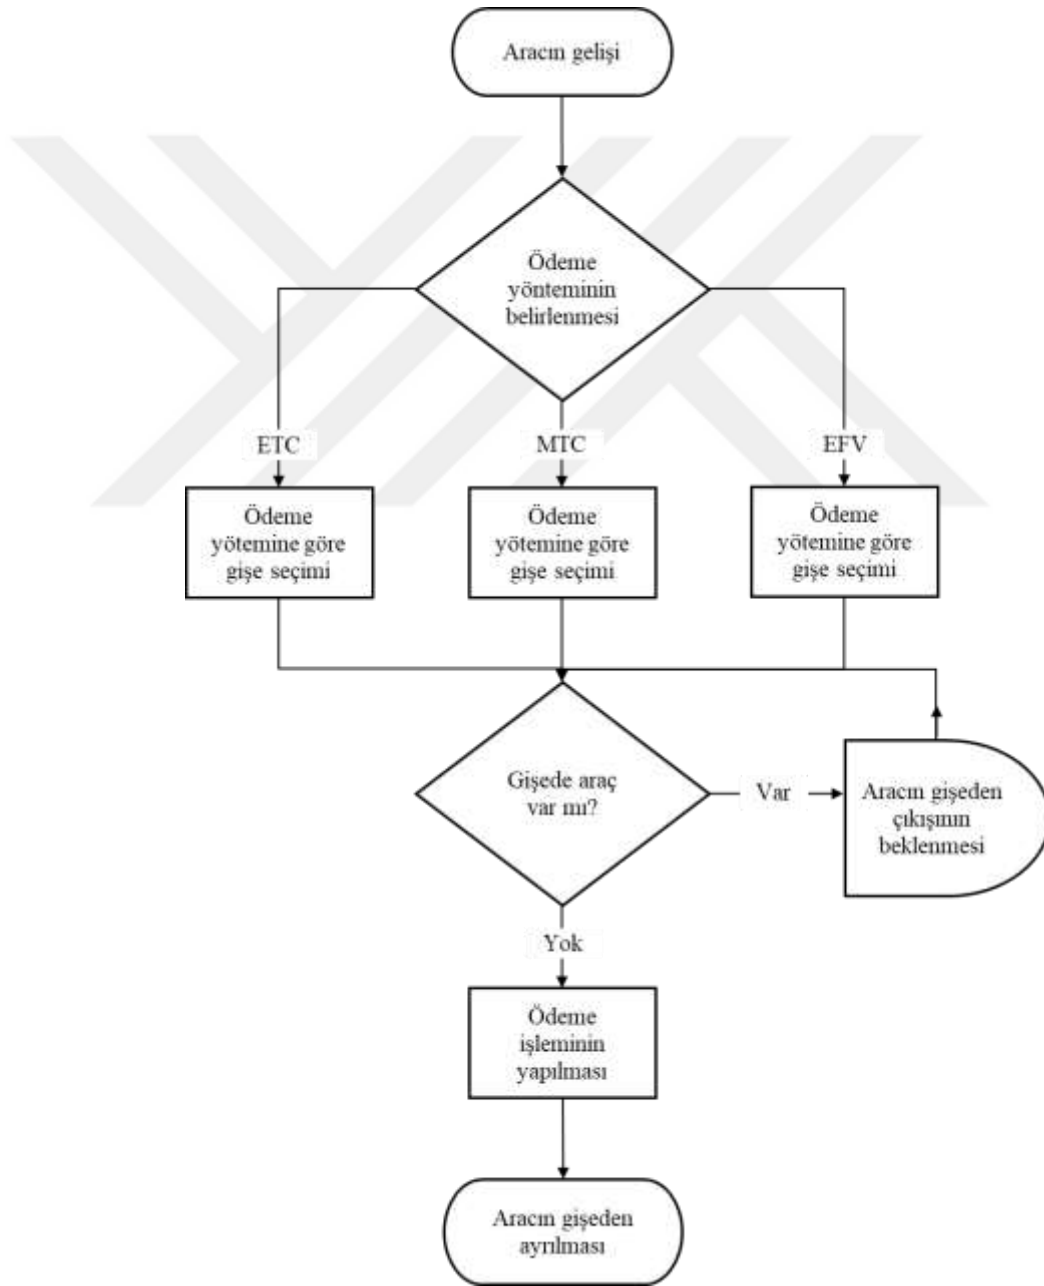 Aracın gelişi
Ödeme
yönteminin
belirlenmesi
ETC
MTC
EFV
Ödeme
yötemine göre
gişe seçimi
Ödeme
yötemine göre
gişe seçimi
Ödeme
yötemine göre
gişe seçimi
Gişede araç
var mı?
Var
Aracın gişeden
çıkışının
beklenmesi
Yok
Ödeme
işleminin
yapılması
Aracın gişeden
ayrılması